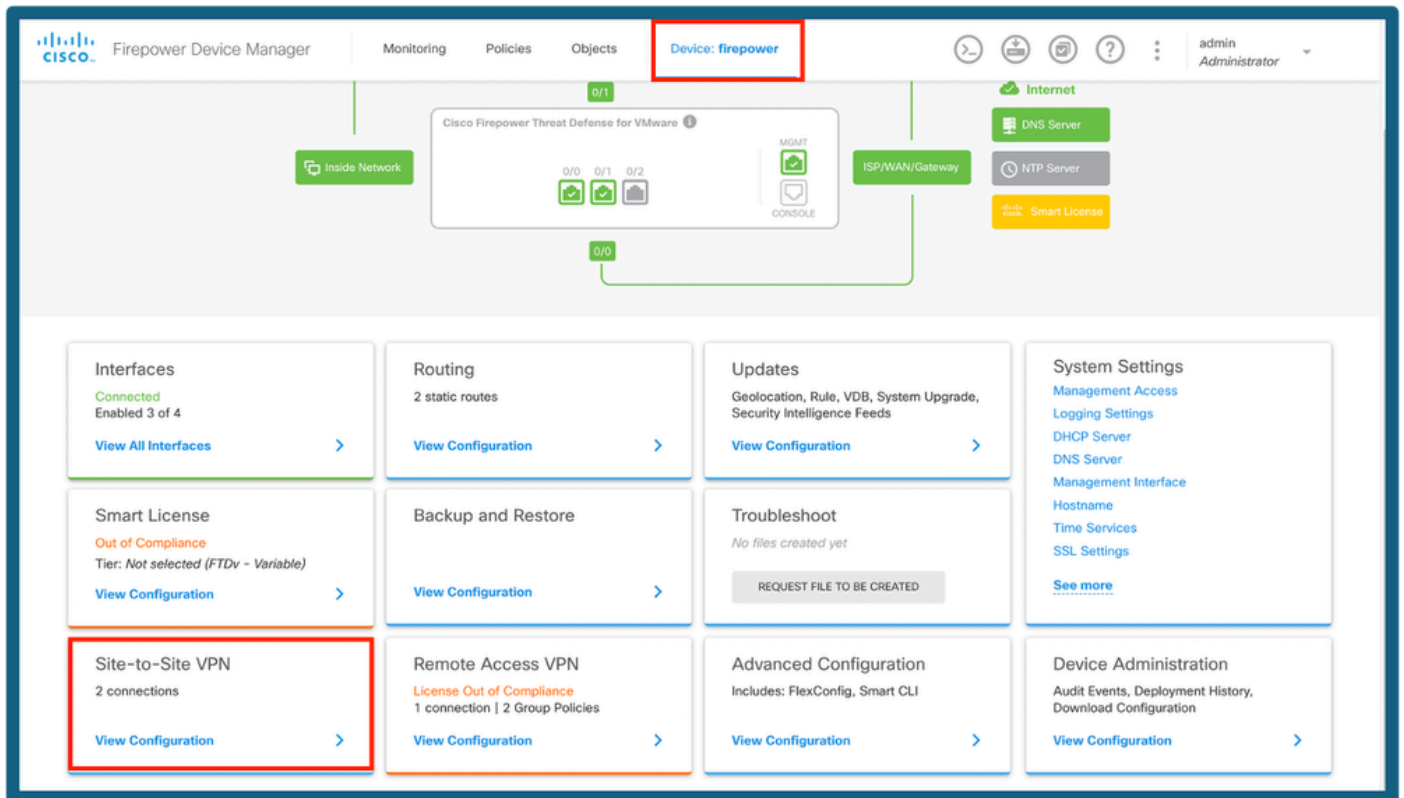 CISCO
Firepower Device Manager
Monitoring
Policies
Objects
Device: firepower
admin
Administrator
0/1
Internet
Cisco Firepower Threat Defense for VMware
DNS Server
MGMT
Inside Network
0/0 0/1 0/2
ISP/WAN/Gateway
NTP Server
CONSOLE
CISCO
Smart License
0/0
Interfaces
Connected
Enabled 3 of 4
View All Interfaces
Routing
2 static routes
View Configuration
Updates
Geolocation, Rule, VDB, System Upgrade,
Security Intelligence Feeds
View Configuration
System Settings
Management Access
Logging Settings
DHCP Server
DNS Server
Management Interface
Hostname
Time Services
SSL Settings
See more
Smart License
Out of Compliance
Tier: Not selected (FTDv - Variable)
View Configuration
Backup and Restore
View Configuration
Troubleshoot
No files created yet
REQUEST FILE TO BE CREATED
Site-to-Site VPN
2 connections
View Configuration
Remote Access VPN
License Out of Compliance
1 connection | 2 Group Policies
View Configuration
Advanced Configuration
Includes: FlexConfig, Smart CLI
View Configuration
Device Administration
Audit Events, Deployment History,
Download Configuration
View Configuration